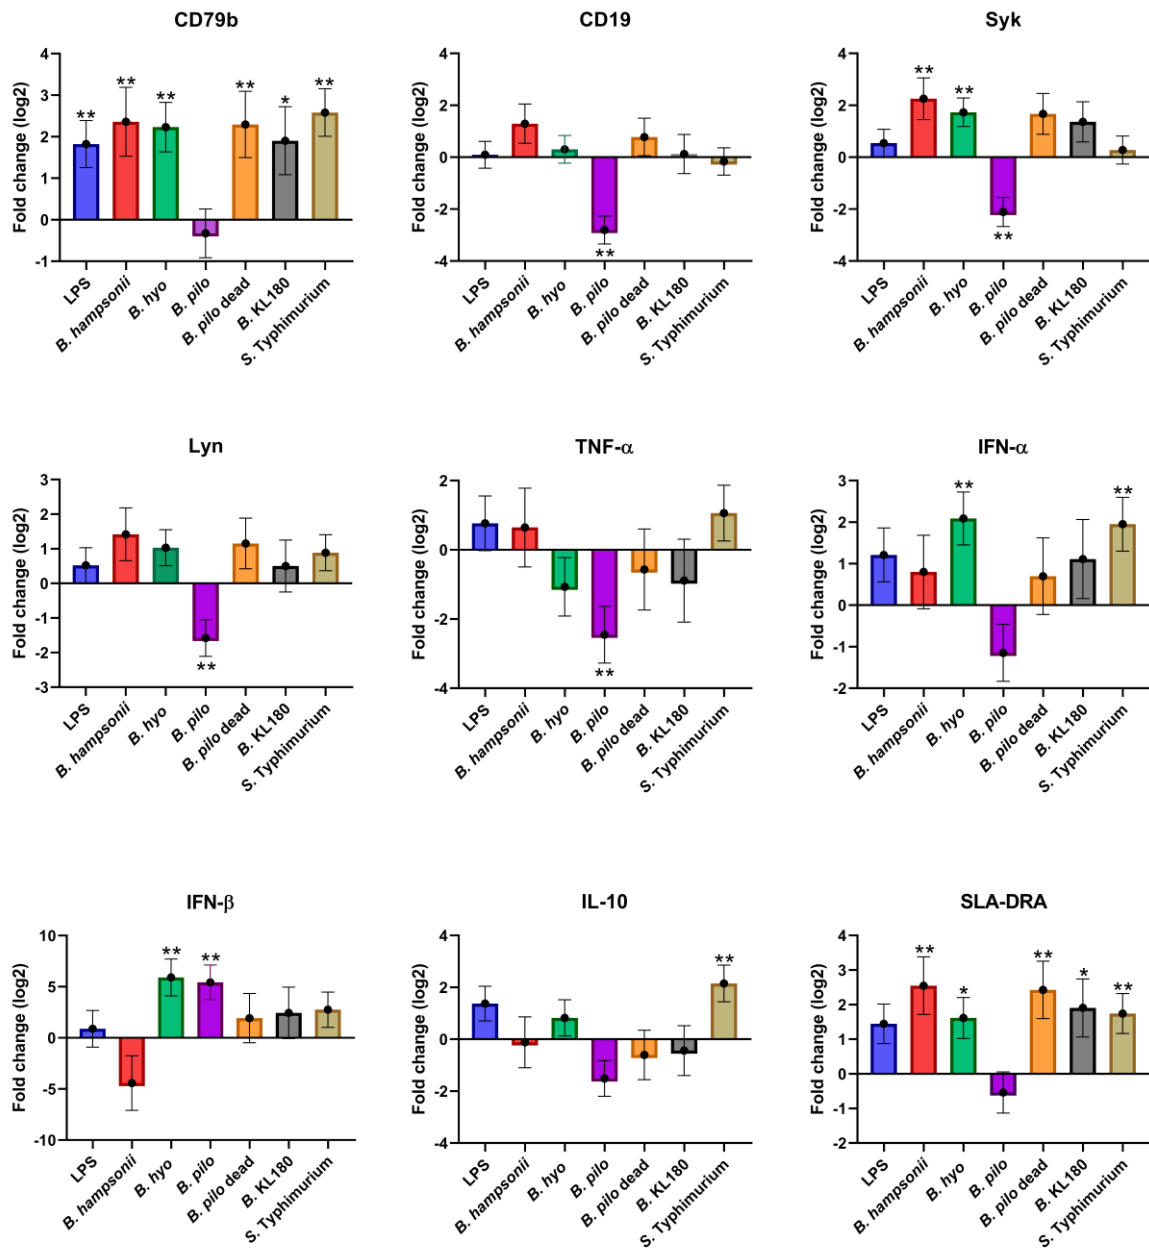 CD79b
Fold change (log2)
4
3
2
1
0
-1
**
**
**
**
*
**
LPS
B. hampsonii
B. hyo
B. pilo
B. pilo dead
B. KL180
S. Typhimurium
CD19
Fold change (log2)
4
2
0
-2
-4
**
LPS
B. hampsonii
B. hyo
B. pilo
B. pilo dead
B. KL180
S. Typhimurium
Syk
Fold change (log2)
4
2
0
-2
-4
**
**
**
LPS
B. hampsonii
B. hyo
B. pilo
B. pilo dead
B. KL180
S. Typhimurium
Lyn
Fold change (log2)
3
2
1
0
-1
-2
-3
**
LPS
B. hampsonii
B. hyo
B. pilo
B. pilo dead
B. KL180
S. Typhimurium
TNF-α
Fold change (log2)
2
0
-2
-4
**
LPS
B. hampsonii
B. hyo
B. pilo
B. pilo dead
B. KL180
S. Typhimurium
IFN-α
Fold change (log2)
3
2
1
0
-1
-2
**
**
LPS
B. hampsonii
B. hyo
B. pilo
B. pilo dead
B. KL180
S. Typhimurium
IFN-β
Fold change (log2)
10
5
0
-5
-10
**
**
LPS
B. hampsonii
B. hyo
B. pilo
B. pilo dead
B. KL180
S. Typhimurium
IL-10
Fold change (log2)
4
2
0
-2
-4
**
LPS
B. hampsonii
B. hyo
B. pilo
B. pilo dead
B. KL180
S. Typhimurium
SLA-DRA
Fold change (log2)
4
3
2
1
0
-1
-2
**
*
**
*
**
LPS
B. hampsonii
B. hyo
B. pilo
B. pilo dead
B. KL180
S. Typhimurium